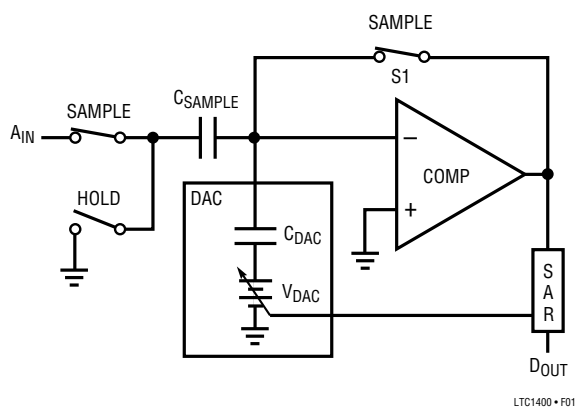 SAMPLE
S1
CSAMPLE
SAMPLE
AIN
HOLD
DAC
CDAC
VDAC
−
+
COMP
S
A
R
DOUT
LTC1400 • F01